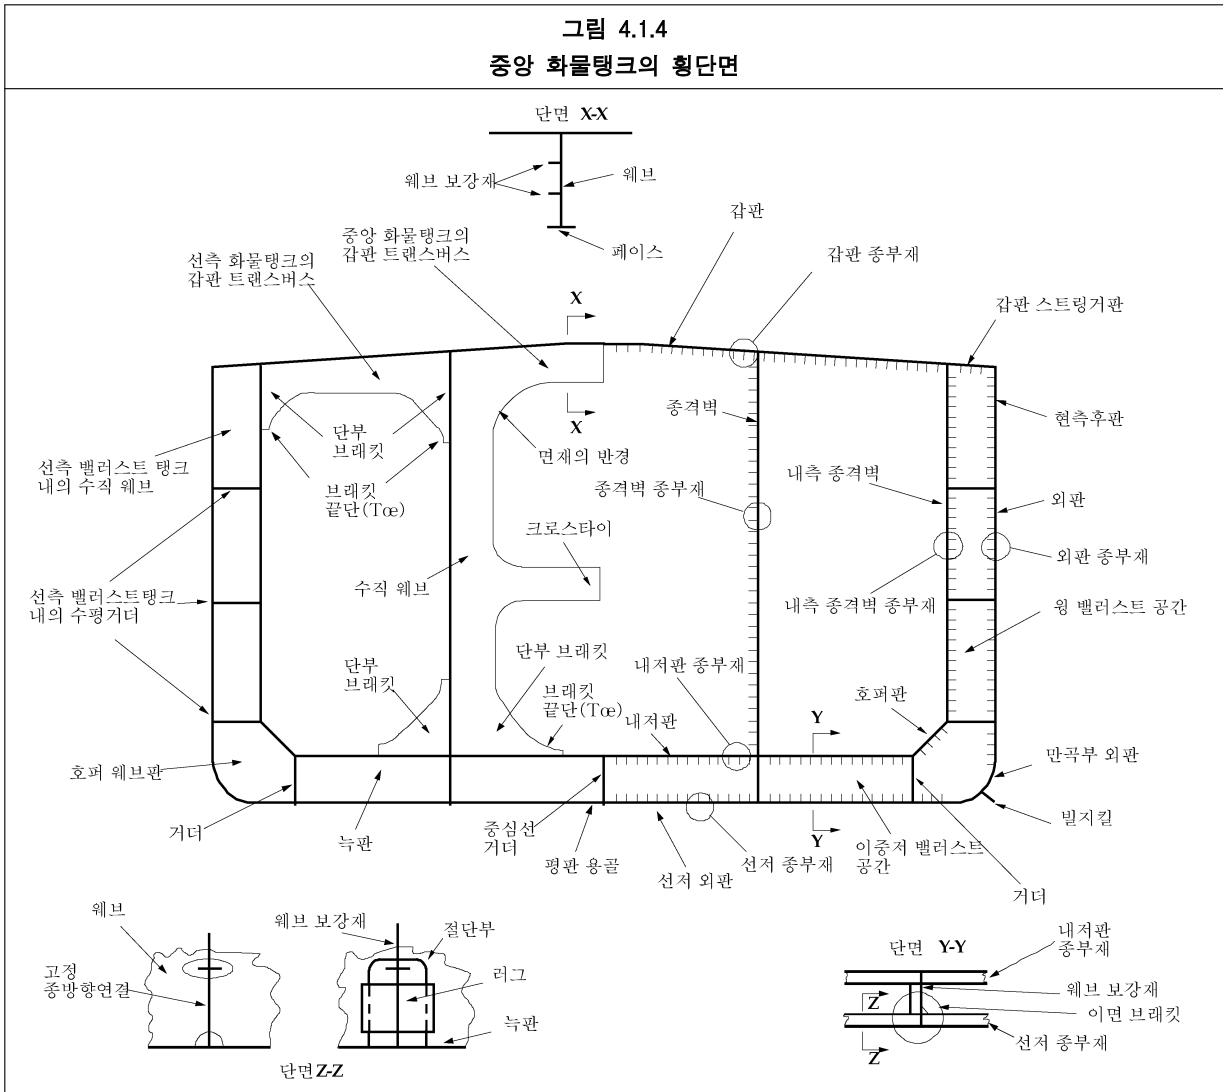 그림 4.1.4
중앙 화물탱크의 횡단면
단면 X-X
웨브 보강재
웨브
페이스
갑판
중앙 화물탱크의
갑판 트랜스버스
선측 화물탱크의
갑판 트랜스버스
갑판 종부재
갑판 스트링거판
X
X
종격벽
현측후판
단부
브래킷
면재의 반경
선측 밸러스트 탱크
내의 수직 웨브
내측 종격벽
브래킷
끝단(Tœ)
종격벽 종부재
외판
크로스타이
외판 종부재
수직 웨브
선측 밸러스트탱크
내의 수평거더
내측 종격벽 종부재
윙 밸러스트 공간
단부
브래킷
단부 브래킷
내저판 종부재
브래킷
끝단(Tœ)
내저판
호퍼판
Y
호퍼 웨브판
만곡부 외판
빌지킬
거더
늑판
중심선
거더
평판 용골
선저 외판
선저 종부재
Y
이중저 밸러스트
공간
거더
웨브
고정
종방향연결
웨브 보강재
절단부
러그
늑판
단면Z-Z
단면 Y-Y
내저판
종부재
웨브 보강재
Z
이면 브래킷
선저 종부재
Z